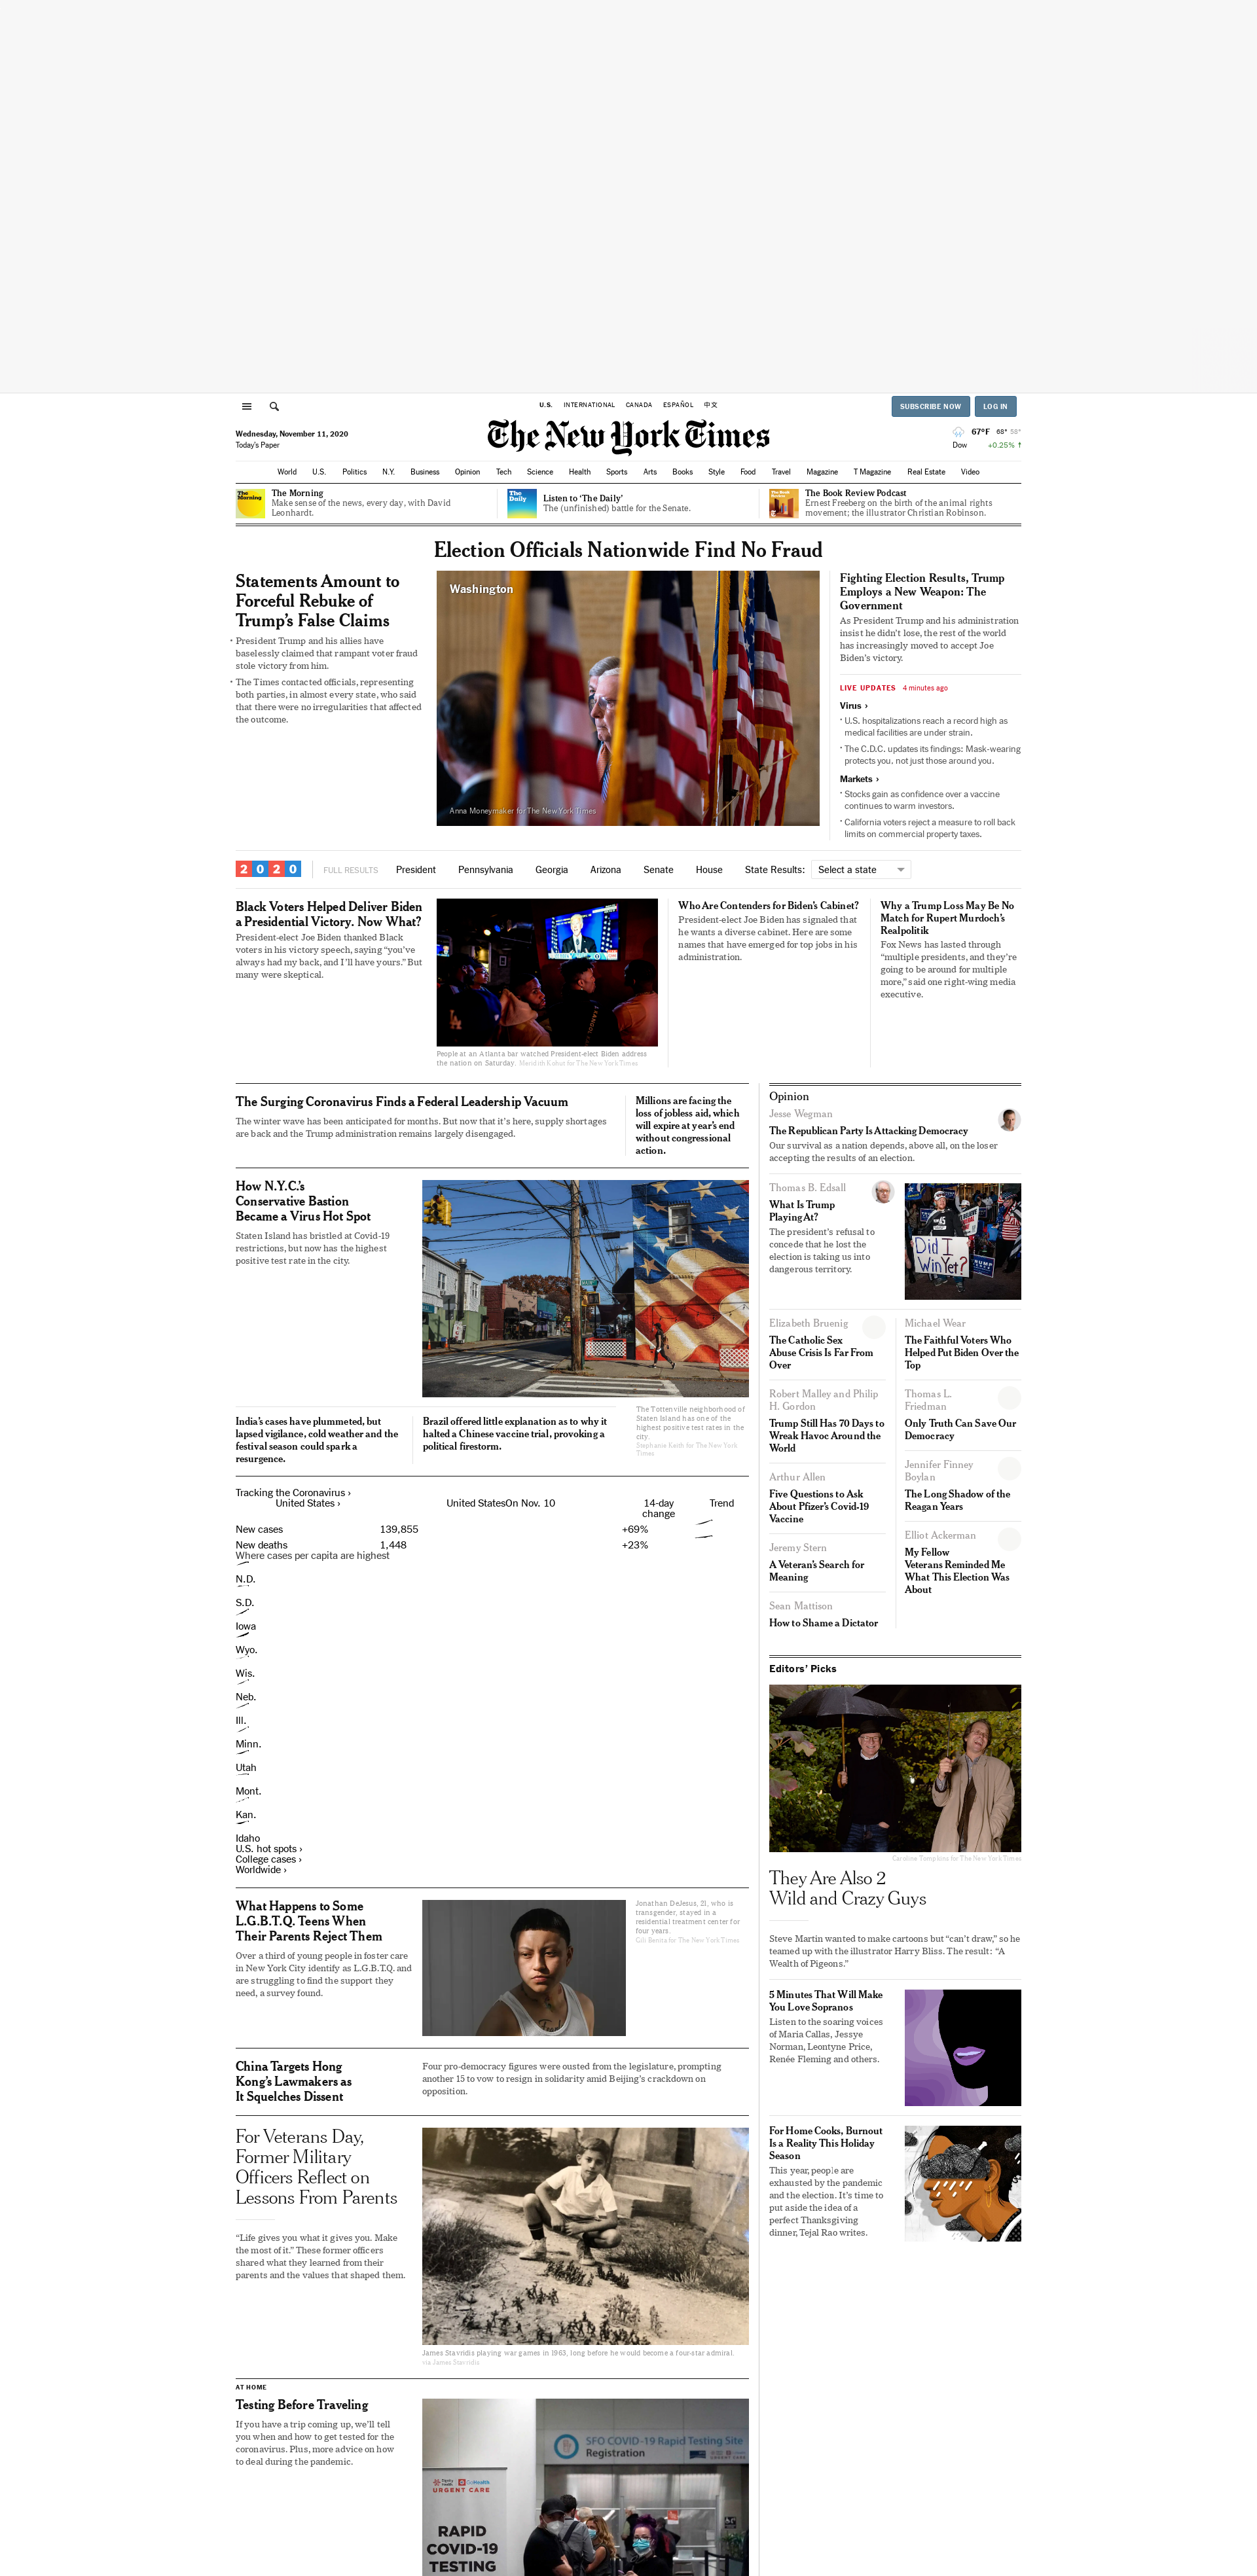 U.S. INTERNATIONAL CANADA ESPAÑOL 中文
SUBSCRIBE NOW LOG IN
Wednesday, November 11, 2020
Today's Paper
The New York Times
67°F 68° 58°
Dow +0.25% ↑
World U.S. Politics N.Y. Business Opinion Tech Science Health Sports Arts Books Style Food Travel Magazine T Magazine Real Estate Video
The Morning
Make sense of the news, every day, with David
Leonhardt.
Listen to ‘The Daily’
The (unfinished) battle for the Senate.
The Book Review Podcast
Ernest Freeberg on the birth of the animal rights
movement; the illustrator Christian Robinson.
Election Officials Nationwide Find No Fraud
Statements Amount to
Forceful Rebuke of
Trump’s False Claims
• President Trump and his allies have
baselessly claimed that rampant voter fraud
stole victory from him.
• The Times contacted officials, representing
both parties, in almost every state, who said
that there were no irregularities that affected
the outcome.
Washington
Anna Moneymaker for The New York Times
Fighting Election Results, Trump
Employs a New Weapon: The
Government
As President Trump and his administration
insist he didn’t lose, the rest of the world
has increasingly moved to accept Joe
Biden’s victory.
LIVE UPDATES 4 minutes ago
Virus ›
• U.S. hospitalizations reach a record high as
medical facilities are under strain.
• The C.D.C. updates its findings: Mask-wearing
protects you, not just those around you.
Markets ›
• Stocks gain as confidence over a vaccine
continues to warm investors.
• California voters reject a measure to roll back
limits on commercial property taxes.
2020 FULL RESULTS President Pennsylvania Georgia Arizona Senate House State Results: Select a state
Black Voters Helped Deliver Biden
a Presidential Victory. Now What?
President-elect Joe Biden thanked Black
voters in his victory speech, saying “you’ve
always had my back, and I’ll have yours.” But
many were skeptical.
People at an Atlanta bar watched President-elect Biden address
the nation on Saturday. Meridith Kohut for The New York Times
Who Are Contenders for Biden’s Cabinet?
President-elect Joe Biden has signaled that
he wants a diverse cabinet. Here are some
names that have emerged for top jobs in his
administration.
Why a Trump Loss May Be No
Match for Rupert Murdoch’s
Realpolitik
Fox News has lasted through
“multiple presidents, and they’re
going to be around for multiple
more,” said one right-wing media
executive.
The Surging Coronavirus Finds a Federal Leadership Vacuum
The winter wave has been anticipated for months. But now that it’s here, supply shortages
are back and the Trump administration remains largely disengaged.
Millions are facing the
loss of jobless aid, which
will expire at year’s end
without congressional
action.
How N.Y.C.’s
Conservative Bastion
Became a Virus Hot Spot
Staten Island has bristled at Covid-19
restrictions, but now has the highest
positive test rate in the city.
The Tottenville neighborhood of
Staten Island has one of the
highest positive test rates in the
city.
Stephanie Keith for The New York
Times
India’s cases have plummeted, but
lapsed vigilance, cold weather and the
festival season could spark a
resurgence.
Brazil offered little explanation as to why it
halted a Chinese vaccine trial, provoking a
political firestorm.
Tracking the Coronavirus ›
United States › United StatesOn Nov. 10 14-day
change Trend
New cases 139,855 +69%
New deaths 1,448 +23%
Where cases per capita are highest
N.D.
S.D.
Iowa
Wyo.
Wis.
Neb.
Ill.
Minn.
Utah
Mont.
Kan.
Idaho
U.S. hot spots ›
College cases ›
Worldwide ›
What Happens to Some
L.G.B.T.Q. Teens When
Their Parents Reject Them
Over a third of young people in foster care
in New York City identify as L.G.B.T.Q. and
are struggling to find the support they
need, a survey found.
Jonathan DeJesus, 21, who is
transgender, stayed in a
residential treatment center for
four years.
Gili Benita for The New York Times
China Targets Hong
Kong’s Lawmakers as
It Squelches Dissent
Four pro-democracy figures were ousted from the legislature, prompting
another 15 to vow to resign in solidarity amid Beijing’s crackdown on
opposition.
For Veterans Day,
Former Military
Officers Reflect on
Lessons From Parents
“Life gives you what it gives you. Make
the most of it.” These former officers
shared what they learned from their
parents and the values that shaped them.
James Stavridis playing war games in 1963, long before he would become a four-star admiral.
via James Stavridis
AT HOME
Testing Before Traveling
If you have a trip coming up, we’ll tell
you when and how to get tested for the
coronavirus. Plus, more advice on how
to deal during the pandemic.
SFO COVID-19 Rapid Testing Site
Registration
URGENT CARE
RAPID
COVID-19
TESTING
Opinion
Jesse Wegman
The Republican Party Is Attacking Democracy
Our survival as a nation depends, above all, on the loser
accepting the results of an election.
Thomas B. Edsall
What Is Trump
Playing At?
The president’s refusal to
concede that he lost the
election is taking us into
dangerous territory.
Did I
Win Yet?
Elizabeth Bruenig
The Catholic Sex
Abuse Crisis Is Far From
Over
Robert Malley and Philip
H. Gordon
Trump Still Has 70 Days to
Wreak Havoc Around the
World
Arthur Allen
Five Questions to Ask
About Pfizer’s Covid-19
Vaccine
Jeremy Stern
A Veteran’s Search for
Meaning
Sean Mattison
How to Shame a Dictator
Michael Wear
The Faithful Voters Who
Helped Put Biden Over the
Top
Thomas L.
Friedman
Only Truth Can Save Our
Democracy
Jennifer Finney
Boylan
The Long Shadow of the
Reagan Years
Elliot Ackerman
My Fellow
Veterans Reminded Me
What This Election Was
About
Editors’ Picks
Caroline Tompkins for The New York Times
They Are Also 2
Wild and Crazy Guys
Steve Martin wanted to make cartoons but “can’t draw,” so he
teamed up with the illustrator Harry Bliss. The result: “A
Wealth of Pigeons.”
5 Minutes That Will Make
You Love Sopranos
Listen to the soaring voices
of Maria Callas, Jessye
Norman, Leontyne Price,
Renée Fleming and others.
For Home Cooks, Burnout
Is a Reality This Holiday
Season
This year, people are
exhausted by the pandemic
and the election. It’s time to
put aside the idea of a
perfect Thanksgiving
dinner, Tejal Rao writes.